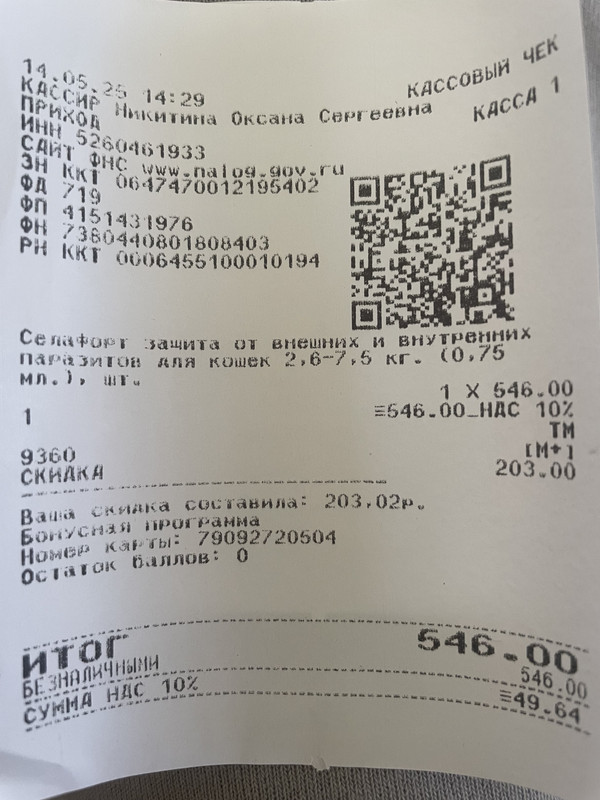 КАССОВЫЙ ЧЕК
14.05.25 14:29
КАССА 1
КАССИР Никитина Оксана Сергеевна
ПРИХОД
ИНН 5260461933
САЙТ ФНС www.nalog.gov.ru
ЗН ККТ 0647470012195402
ФД 719
ФП 4151431976
ФН 7380440801808403
РН ККТ 0006455100010194
Селафорт защита от внешних и внутренних
паразитов для кошек 2,6-7,5 кг. (0,75
мл.), шт.
1 X 546.00
1 ≡546.00_НДС 10%
ТМ
9360 [M+]
СКИДКА 203.00
Ваша скидка составила: 203,02р.
Бонусная программа
Номер карты: 79092720504
Остаток баллов: 0
ИТОГ 546.00
БЕЗНАЛИЧНЫМИ 546.00
СУММА НДС 10% ≡49.64